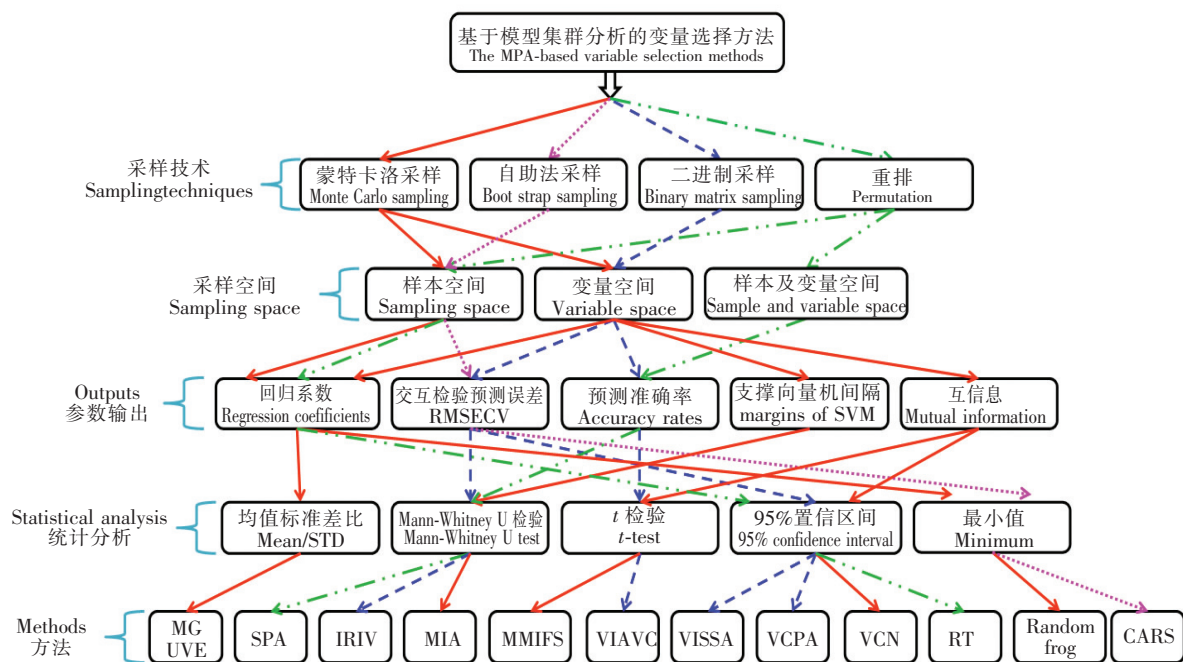 基于模型集群分析的变量选择方法
The MPA-based variable selection methods
采样技术
Samplingtechniques
蒙特卡洛采样
Monte Carlo sampling
自助法采样
Boot strap sampling
二进制采样
Binary matrix sampling
重排
Permutation
采样空间
Sampling space
样本空间
Sampling space
变量空间
Variable space
样本及变量空间
Sample and variable space
Outputs
参数输出
回归系数
Regression coefificients
交互检验预测误差
RMSECV
预测准确率
Accuracy rates
支撑向量机间隔
margins of SVM
互信息
Mutual information
Statistical analysis
统计分析
均值标准差比
Mean/STD
Mann-Whitney U 检验
Mann-Whitney U test
t 检验
t-test
95%置信区间
95% confidence interval
最小值
Minimum
Methods
方法
MG
UVE
SPA
IRIV
MIA
MMIFS
VIAVC
VISSA
VCPA
VCN
RT
Random
frog
CARS